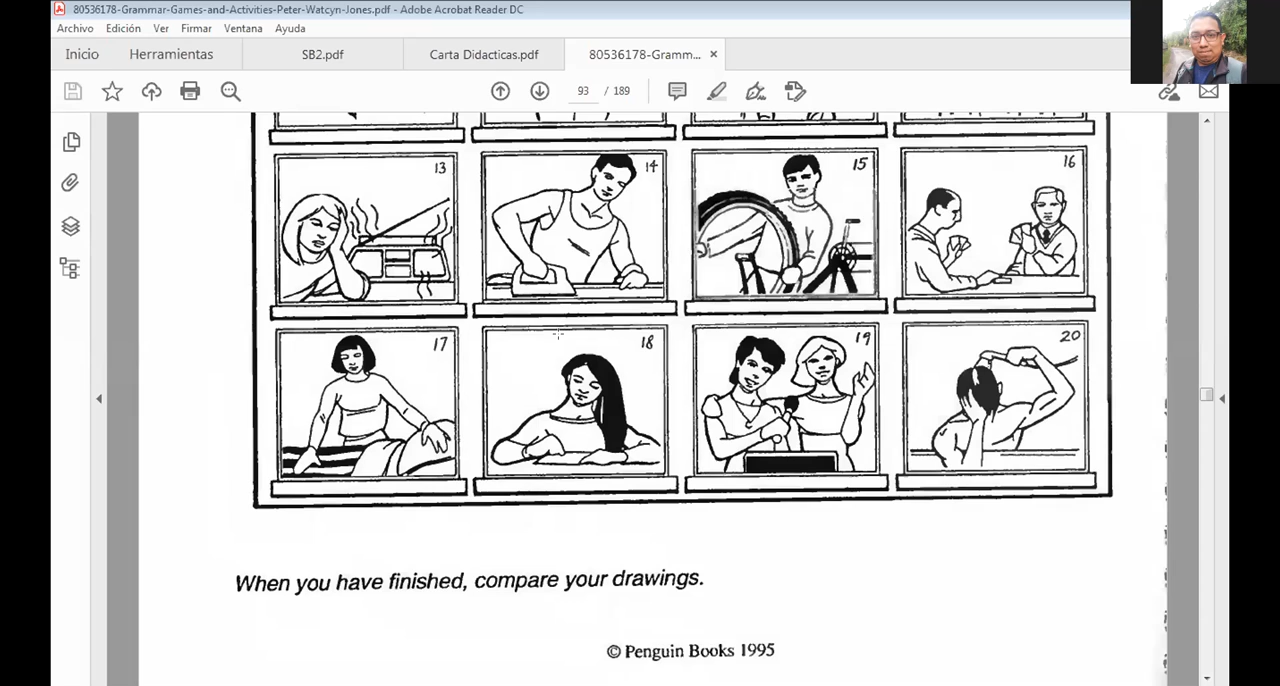 80536178-Grammar-Games-and-Activities-Peter-Watcyn-Jones.pdf - Adobe Acrobat Reader DC
Archivo Edición Ver Firmar Ventana Ayuda
Inicio Herramientas SB2.pdf Carta Didacticas.pdf 80536178-Gramm... ×
93 / 189
13 14 15 16
17 18 19 20
When you have finished, compare your drawings.
© Penguin Books 1995